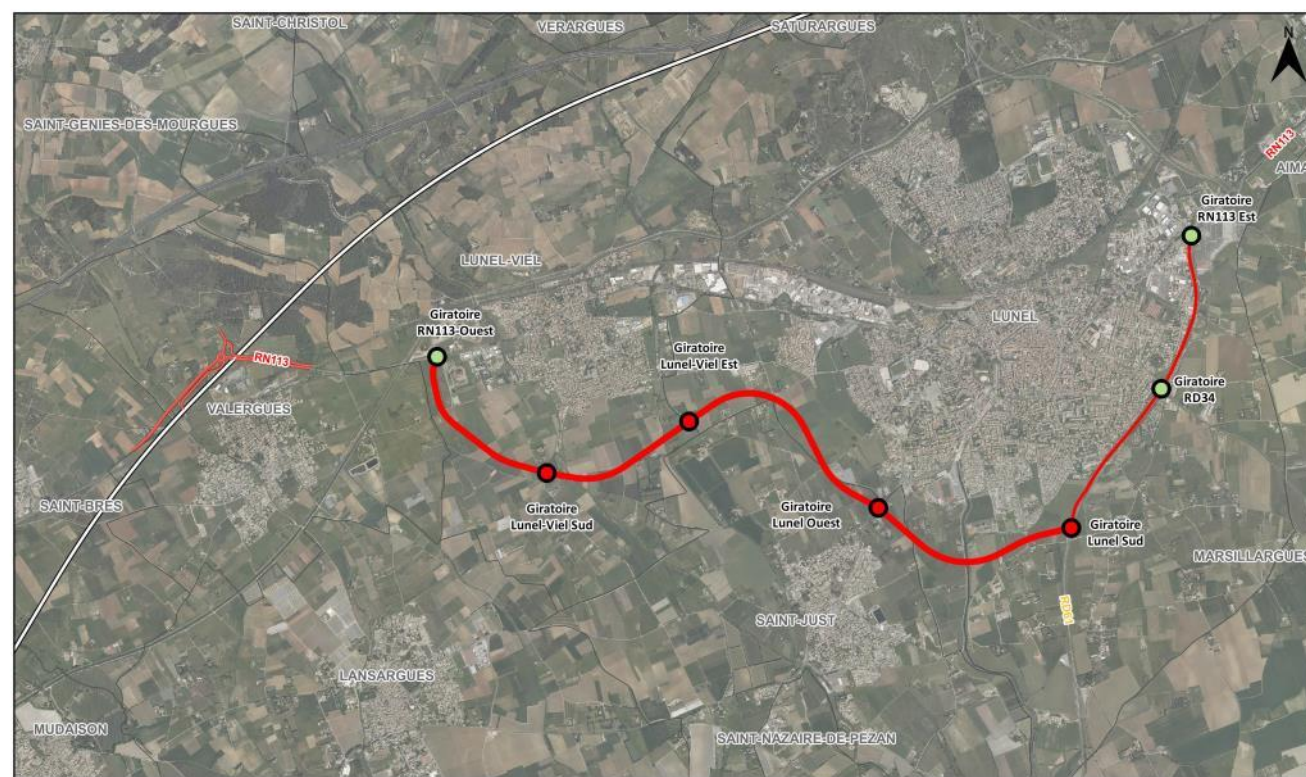 SAINT-CHRISTOL
VERARGUES
SATURARGUES
N
SAINT-GENIES-DES-MOURGUES
RN113
AIMA
Giratoire
RN113 Est
LUNEL-VIEL
Giratoire
RN113-Ouest
LUNEL
Giratoire
Lunel-Viel Est
RN113
Giratoire
RD34
VALERGUES
SAINT-BRES
Giratoire
Lunel-Viel Sud
Giratoire
Lunel Ouest
Giratoire
Lunel Sud
MARSILLARGUES
RD61
SAINT-JUST
LANSARGUES
MUDAISON
SAINT-NAZAIRE-DE-PEZAN